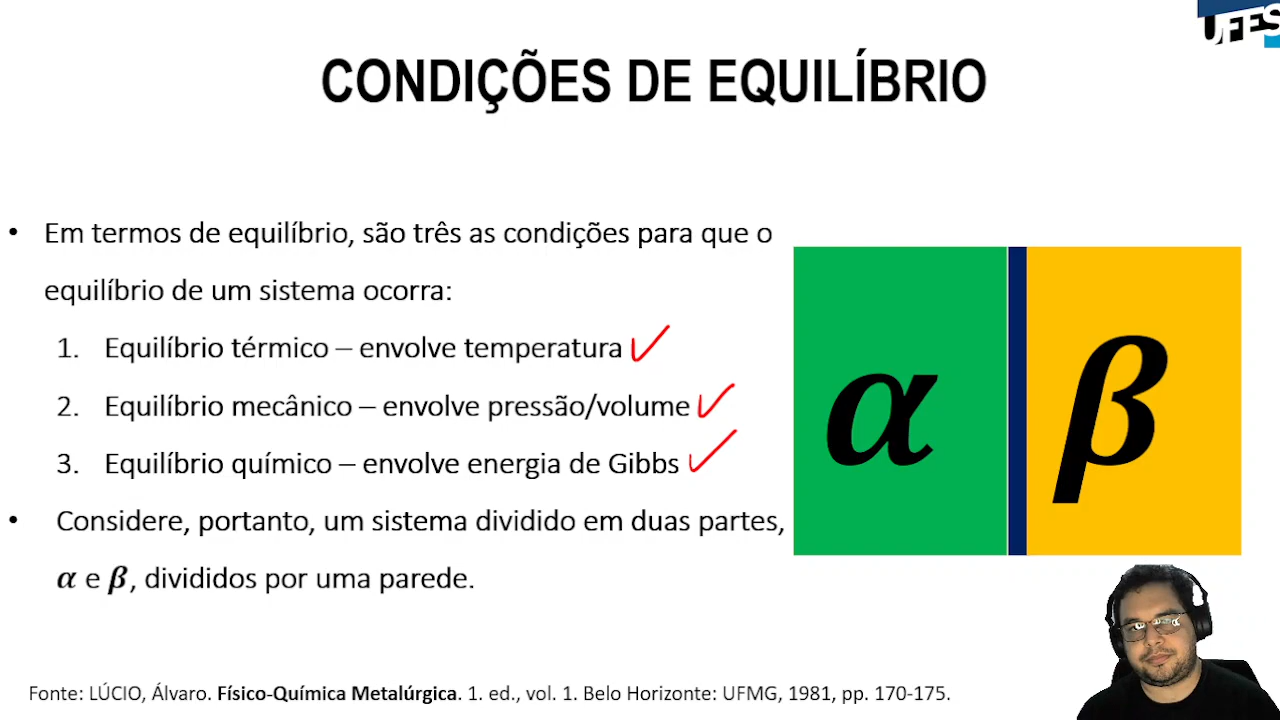 UFES
CONDIÇÕES DE EQUILÍBRIO
• Em termos de equilíbrio, são três as condições para que o
equilíbrio de um sistema ocorra:
1. Equilíbrio térmico – envolve temperatura
2. Equilíbrio mecânico – envolve pressão/volume
3. Equilíbrio químico – envolve energia de Gibbs
• Considere, portanto, um sistema dividido em duas partes,
α e β, divididos por uma parede.
α
β
Fonte: LÚCIO, Álvaro. Físico-Química Metalúrgica. 1. ed., vol. 1. Belo Horizonte: UFMG, 1981, pp. 170-175.